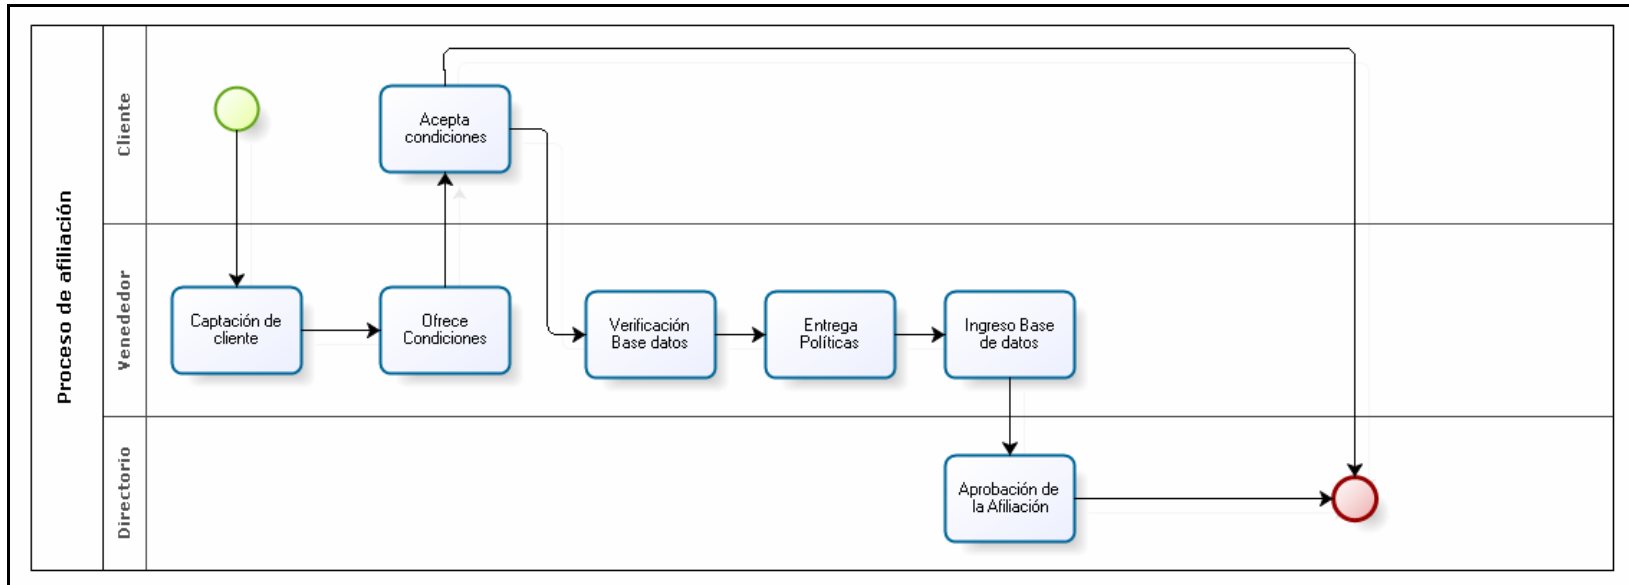 Proceso de afiliación
Cliente
Acepta
condiciones
Venededor
Captación de
cliente
Ofrece
Condiciones
Verificación
Base datos
Entrega
Políticas
Ingreso Base
de datos
Directorio
Aprobación de
la Afiliación